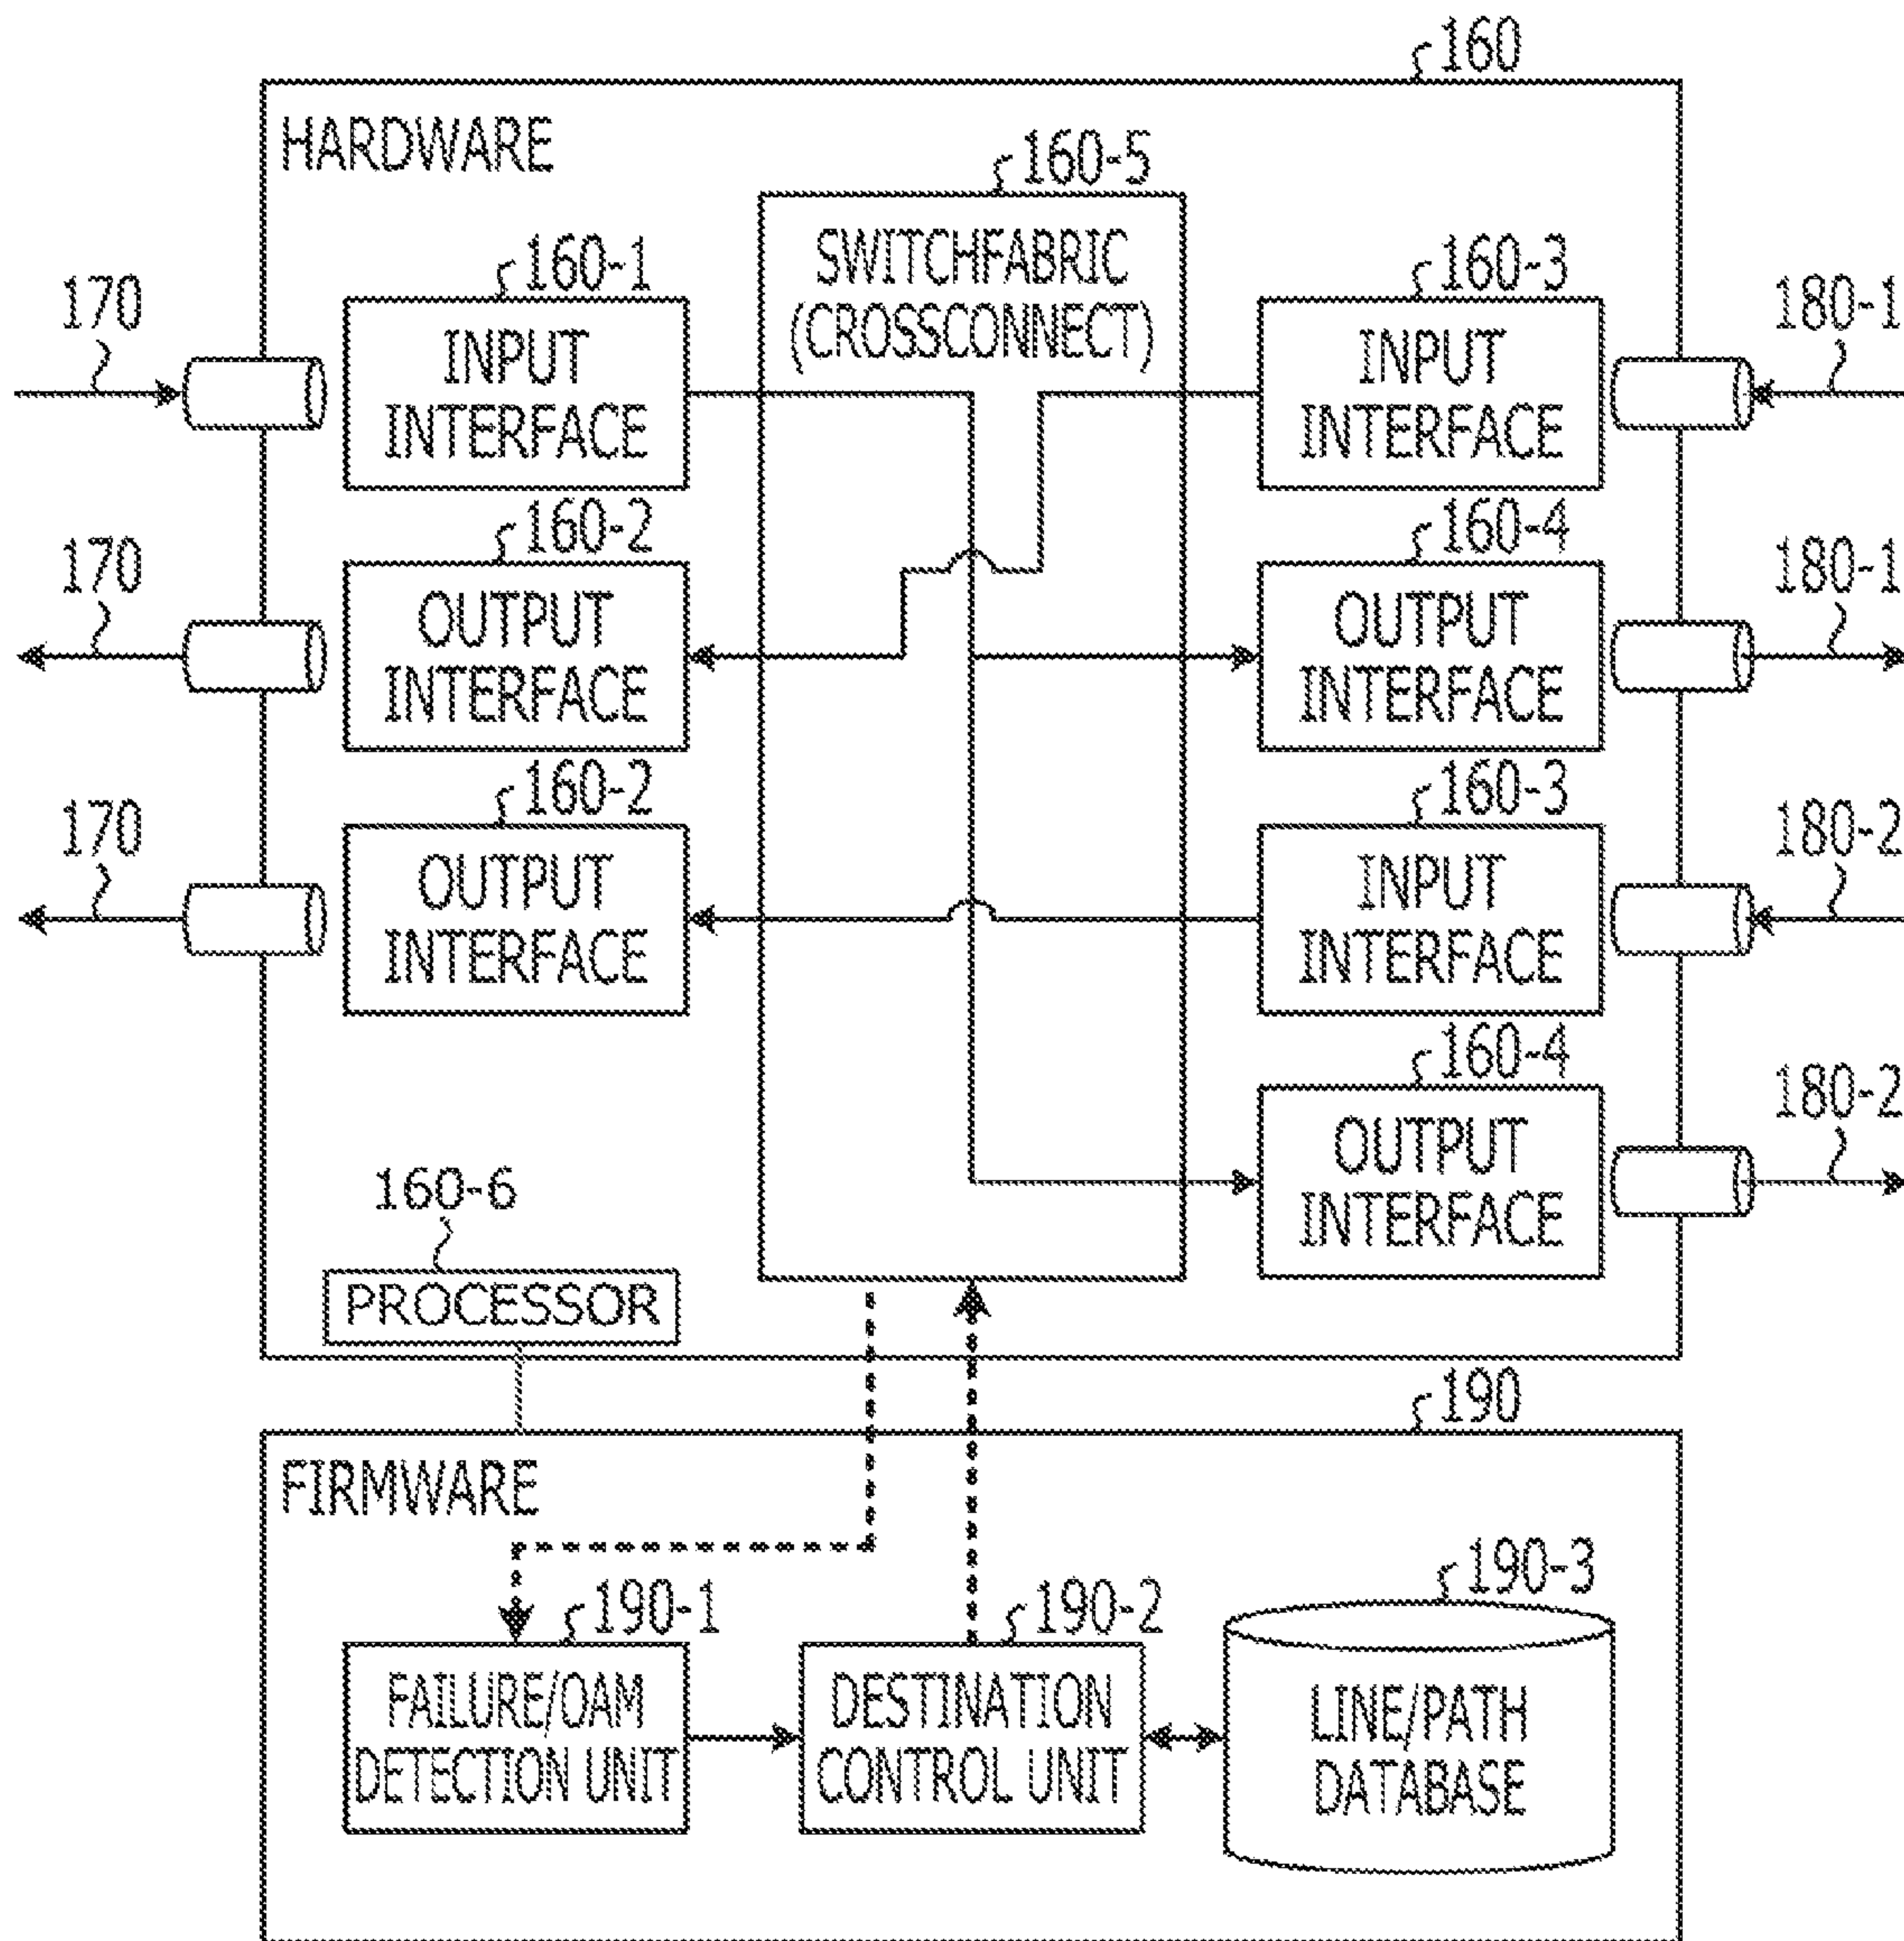 160
HARDWARE
160-5
SWITCHFABRIC
(CROSSCONNECT)
170
160-1
INPUT
INTERFACE
160-3
INPUT
INTERFACE
180-1
170
160-2
OUTPUT
INTERFACE
160-4
OUTPUT
INTERFACE
180-1
170
160-2
OUTPUT
INTERFACE
160-3
INPUT
INTERFACE
180-2
160-4
OUTPUT
INTERFACE
180-2
160-6
PROCESSOR
190
FIRMWARE
190-1
FAILURE/OAM
DETECTION UNIT
190-2
DESTINATION
CONTROL UNIT
190-3
LINE/PATH
DATABASE